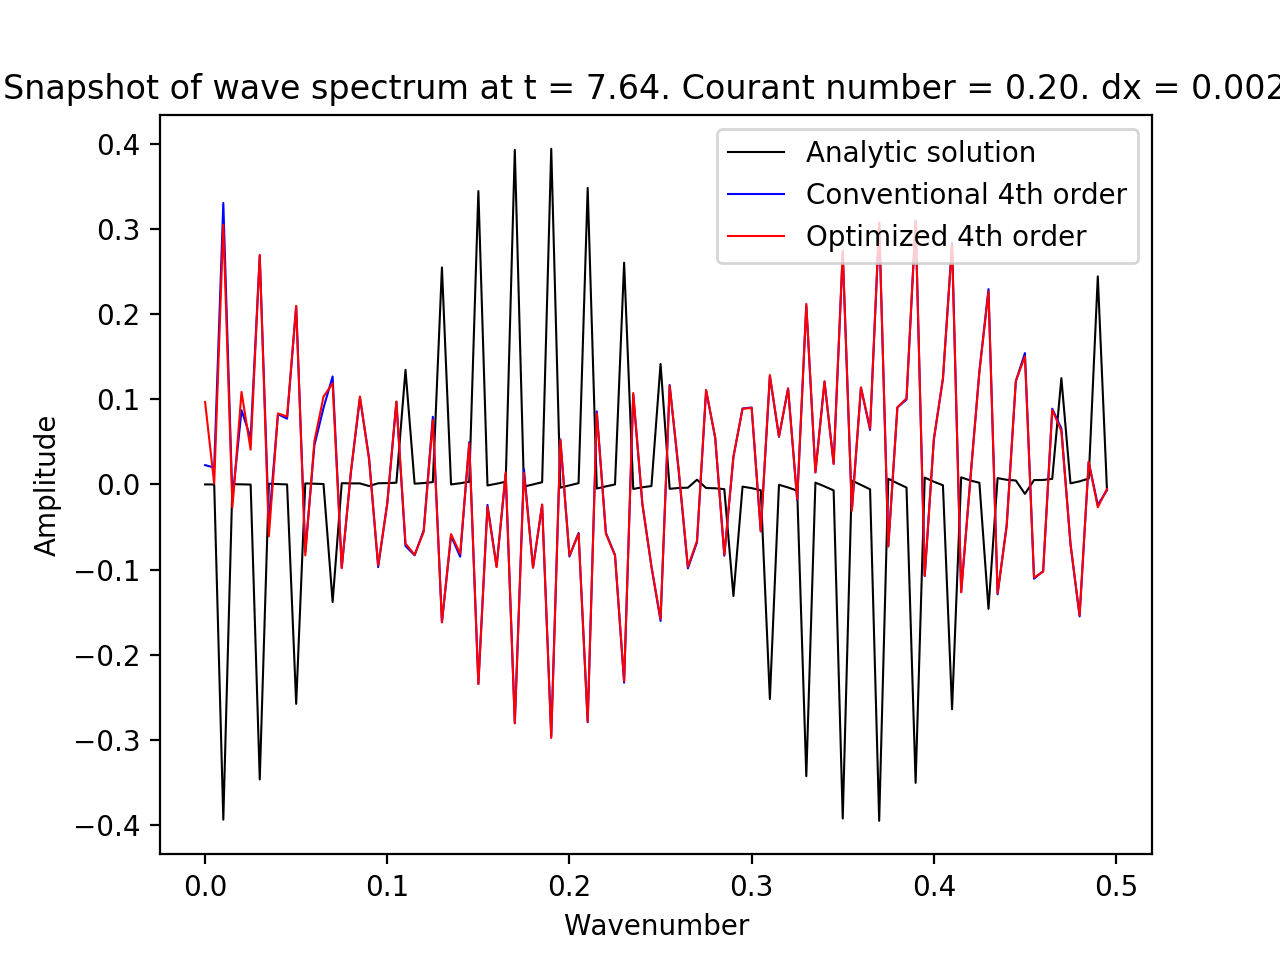 Snapshot of wave spectrum at t = 7.64. Courant number = 0.20. dx = 0.002
Analytic solution
Conventional 4th order
Optimized 4th order
0.4
0.3
0.2
0.1
0.0
−0.1
−0.2
−0.3
−0.4
Amplitude
0.0 0.1 0.2 0.3 0.4 0.5
Wavenumber